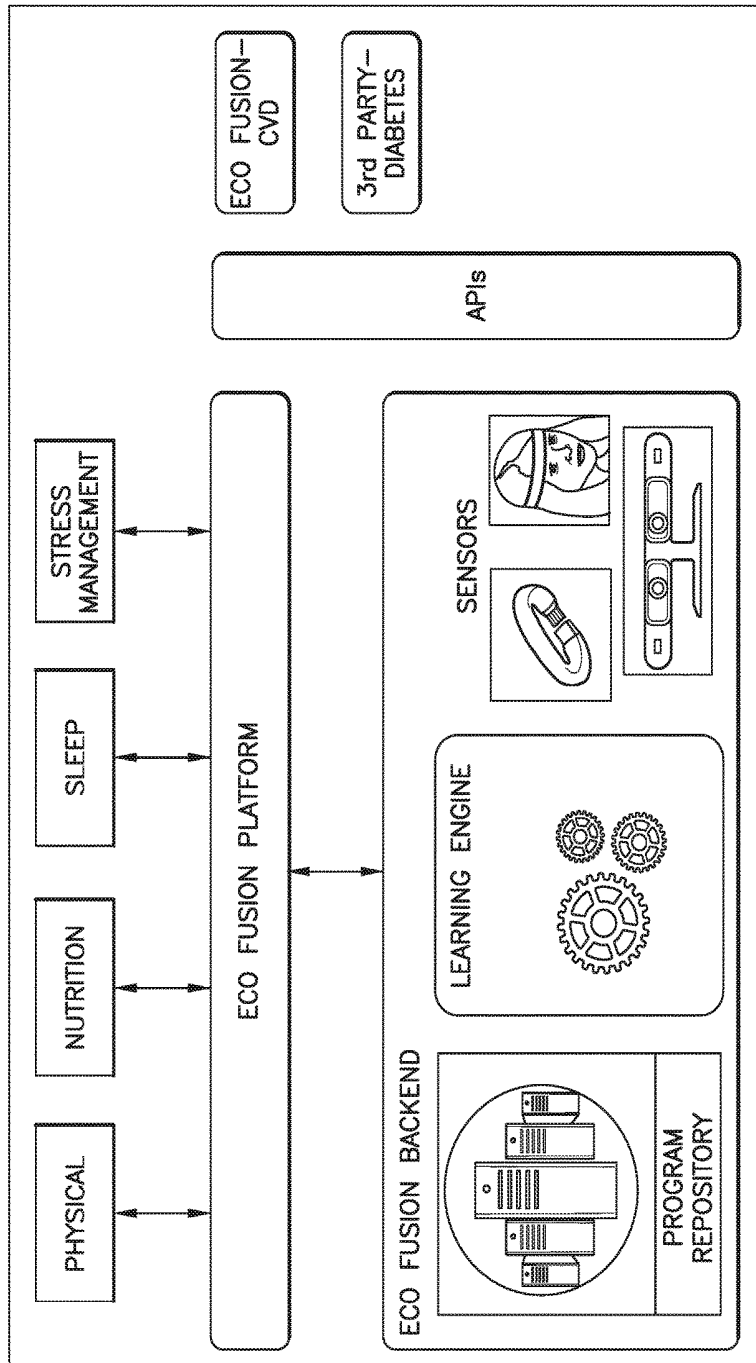 PHYSICAL
NUTRITION
SLEEP
STRESS
MANAGEMENT
ECO FUSION PLATFORM
ECO FUSION BACKEND
PROGRAM
REPOSITORY
LEARNING ENGINE
SENSORS
APIs
ECO FUSION-
CVD
3rd PARTY-
DIABETES